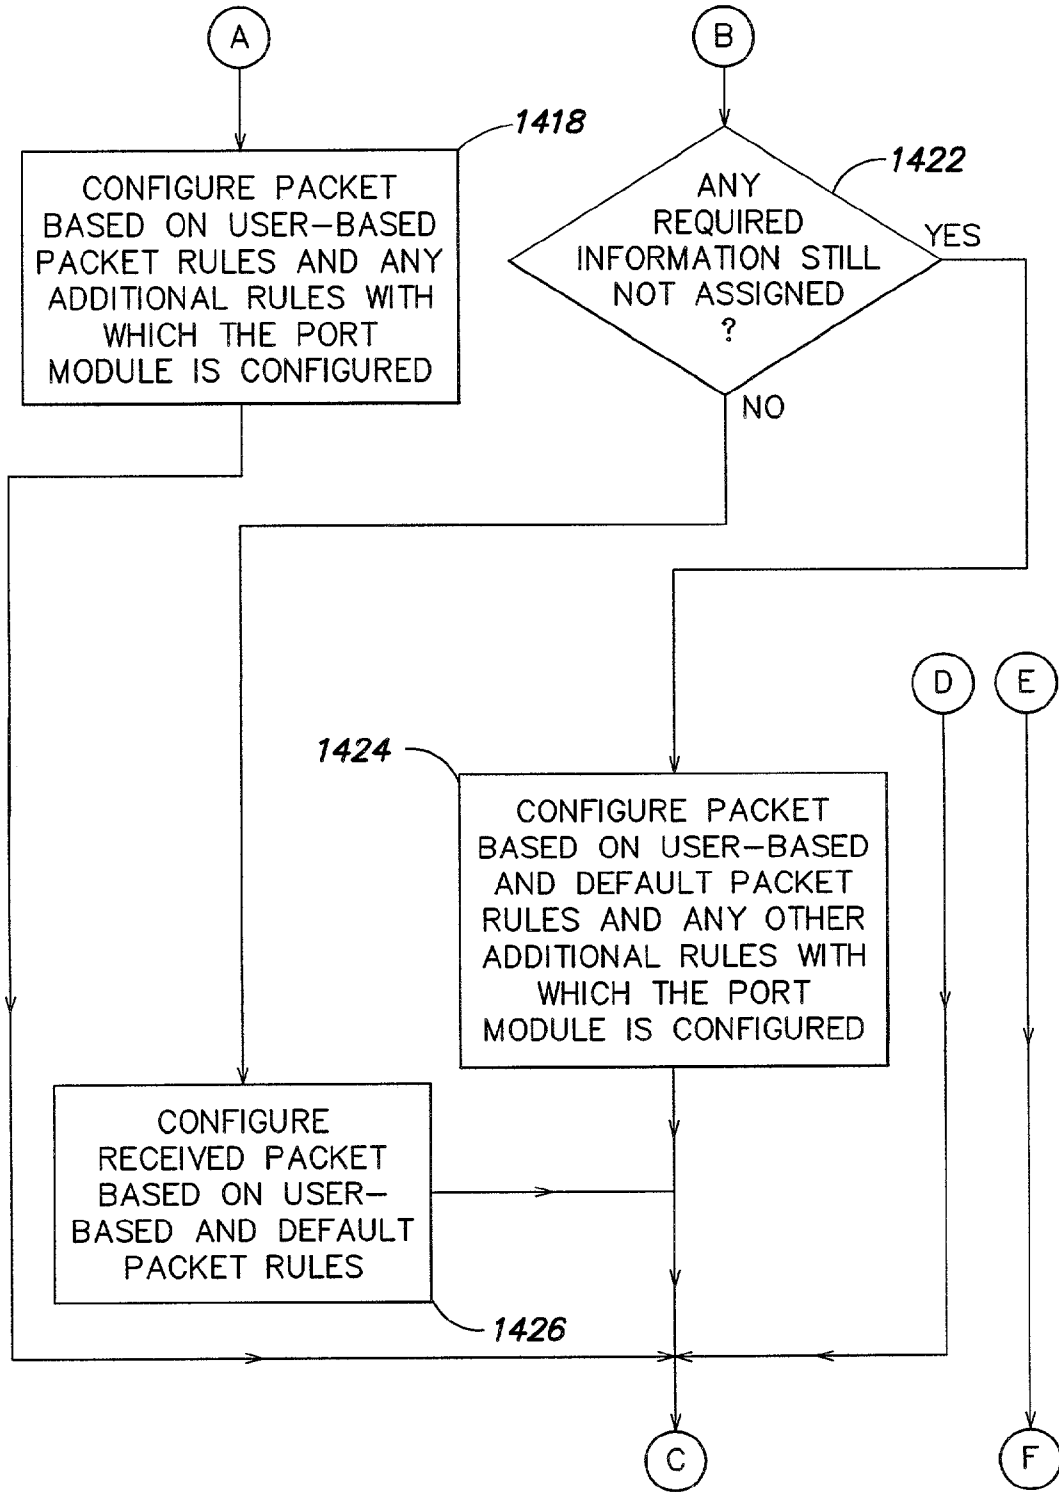 A
B
1418
CONFIGURE PACKET
BASED ON USER-BASED
PACKET RULES AND ANY
ADDITIONAL RULES WITH
WHICH THE PORT
MODULE IS CONFIGURED
1422
ANY
REQUIRED
INFORMATION STILL
NOT ASSIGNED
?
YES
NO
D
E
1424
CONFIGURE PACKET
BASED ON USER-BASED
AND DEFAULT PACKET
RULES AND ANY OTHER
ADDITIONAL RULES WITH
WHICH THE PORT
MODULE IS CONFIGURED
CONFIGURE
RECEIVED PACKET
BASED ON USER-
BASED AND DEFAULT
PACKET RULES
1426
C
F